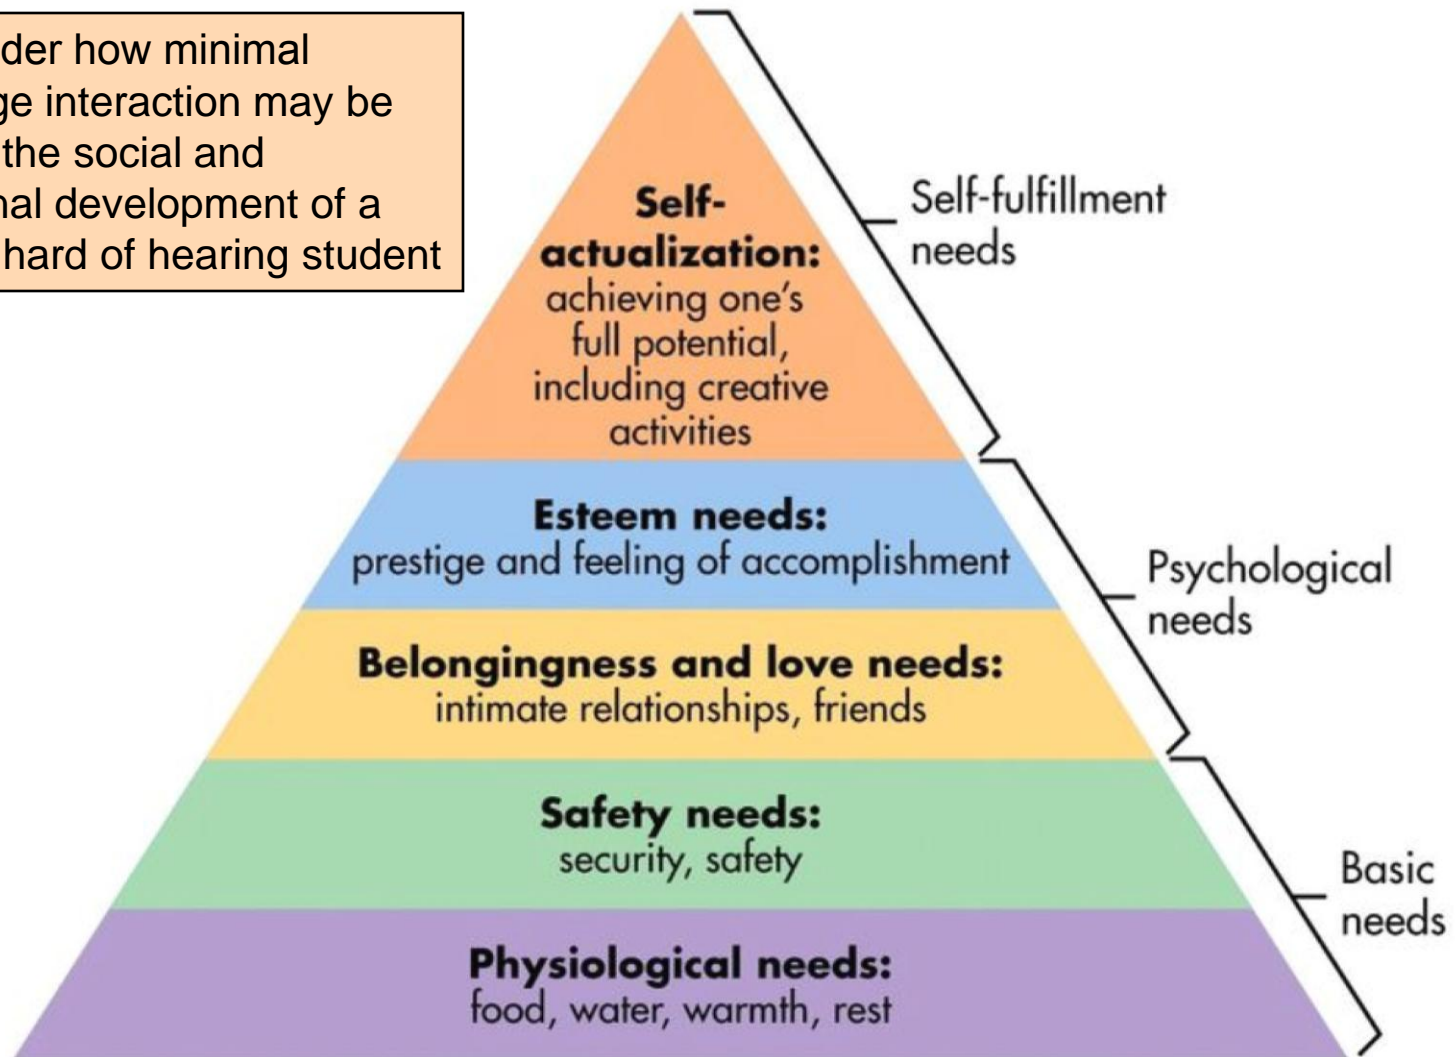 der how minimal
ge interaction may be
the social and
nal development of a
hard of hearing student
Self-
actualization:
achieving one's
full potential,
including creative
activities
Self-fulfillment
needs
Esteem needs:
prestige and feeling of accomplishment
Psychological
needs
Belongingness and love needs:
intimate relationships, friends
Safety needs:
security, safety
Basic
needs
Physiological needs:
food, water, warmth, rest